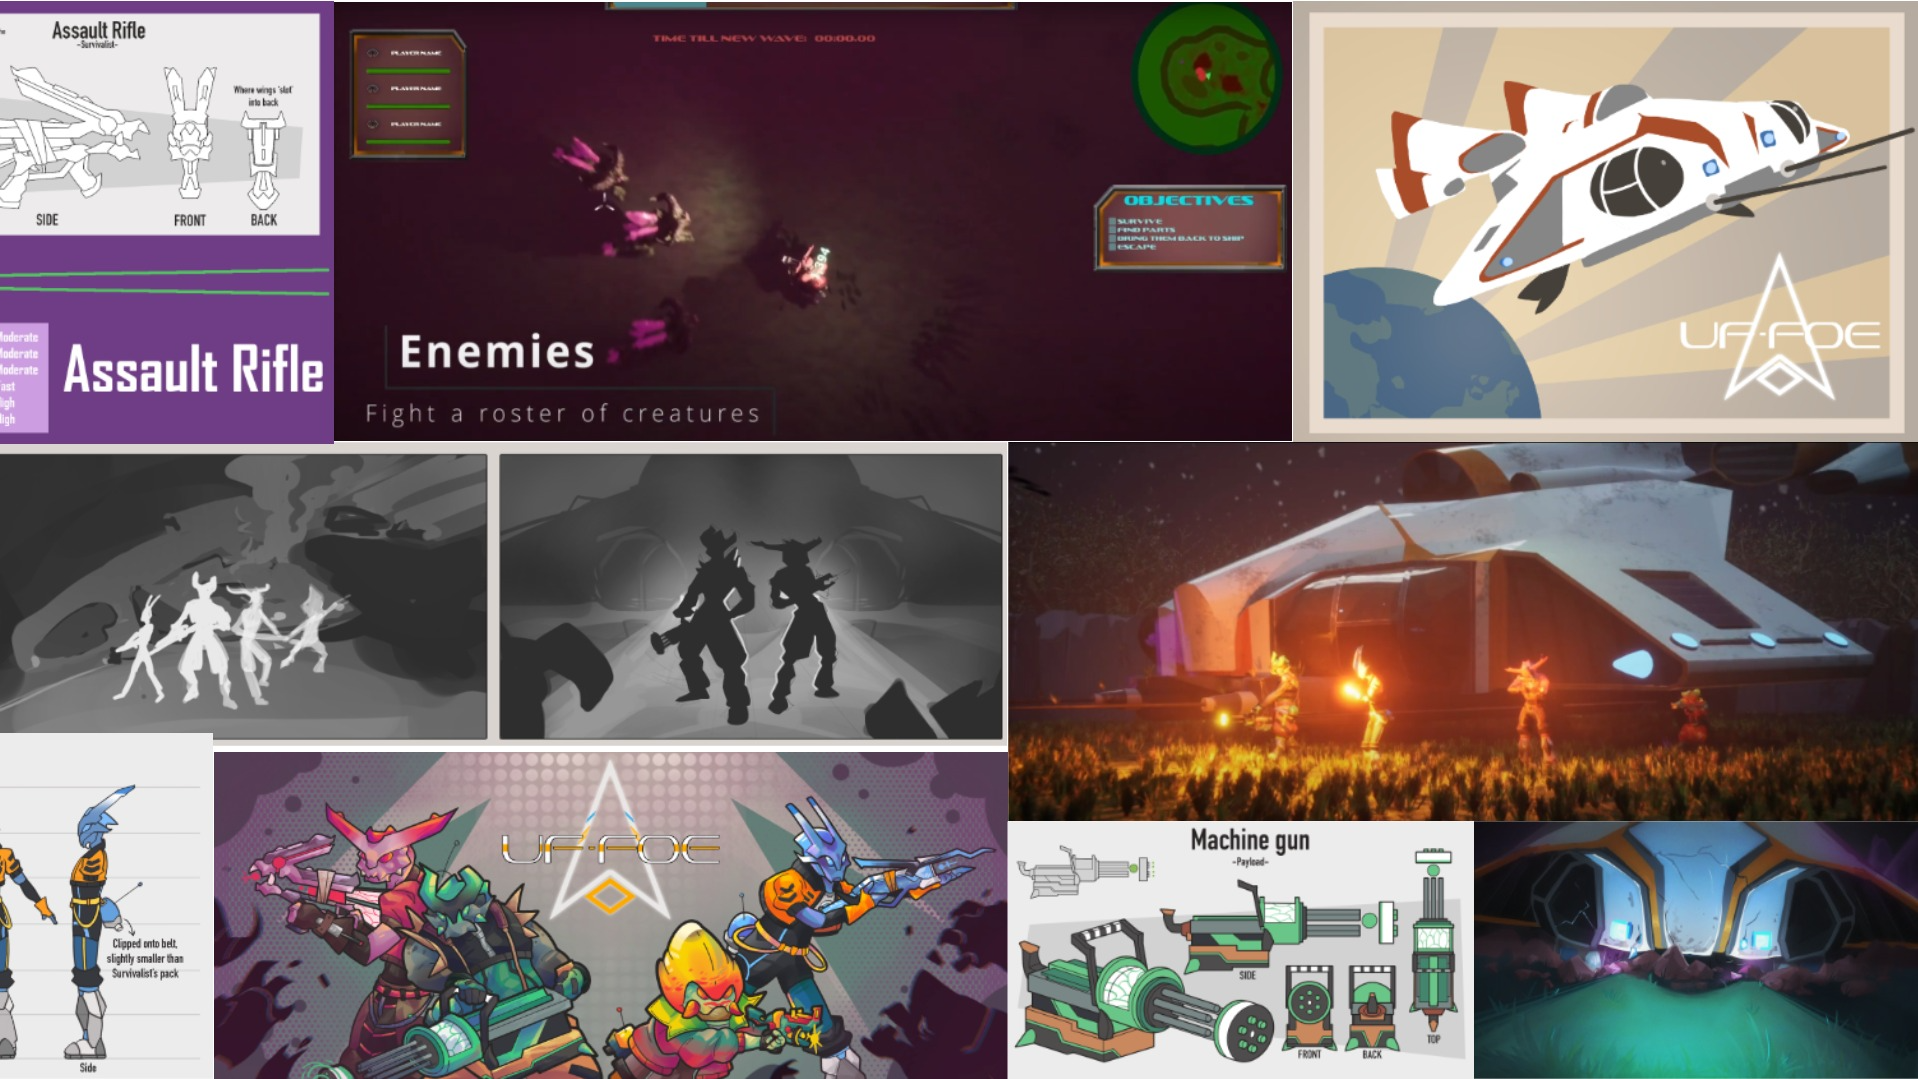 Assault Rifle
-Survivalist-
Where wings 'slot'
into back
SIDE
FRONT
BACK
Moderate
Moderate
Moderate
Fast
High
High
Assault Rifle
TIME TILL NEW WAVE: 00:00.00
PLAYER NAME
PLAYER NAME
PLAYER NAME
OBJECTIVES
SURVIVE
FIND PARTS
BRING THEM BACK TO SHIP
ESCAPE
394
Enemies
Fight a roster of creatures
UF-FOE
Clipped onto belt,
slightly smaller than
Survivalist's pack
Side
UF-FOE
Machine gun
-Payload-
SIDE
FRONT
BACK
TOP